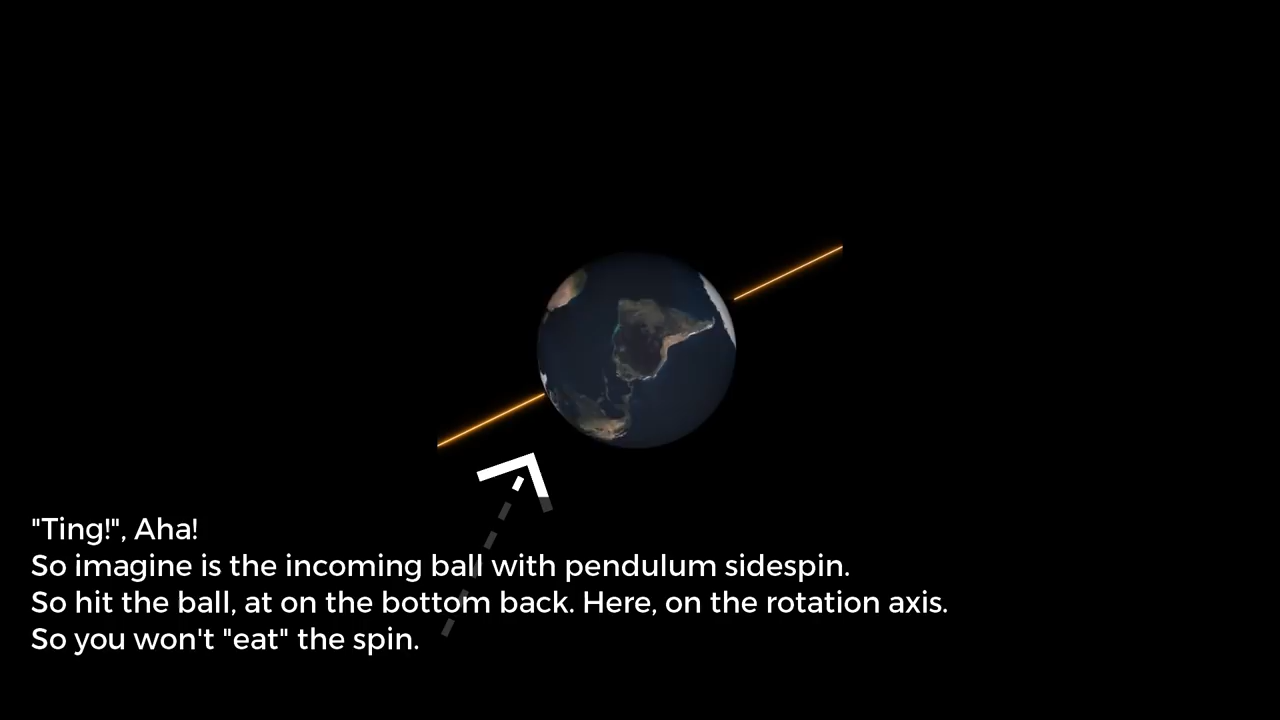 "Ting!", Aha!
So imagine is the incoming ball with pendulum sidespin.
So hit the ball, at on the bottom back. Here, on the rotation axis.
So you won't "eat" the spin.